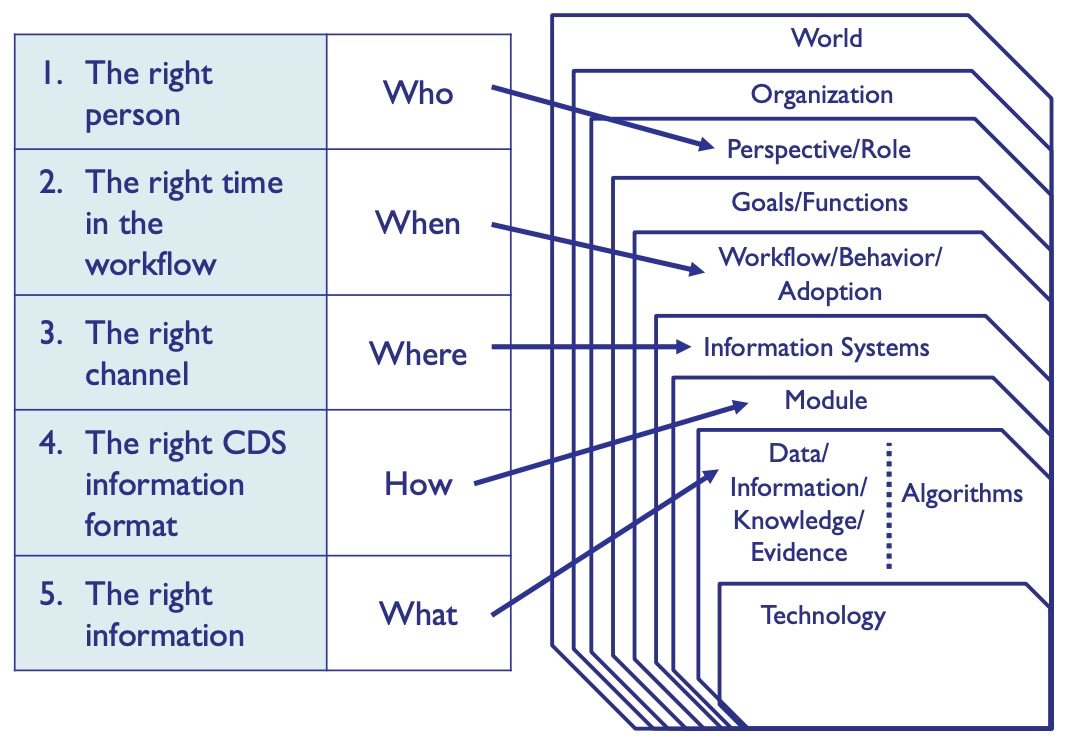 1. The right
person
Who
2. The right time
in the
workflow
When
3. The right
channel
Where
4. The right CDS
information
format
How
5. The right
information
What
World
Organization
Perspective/Role
Goals/Functions
Workflow/Behavior/
Adoption
Information Systems
Module
Data/
Information/
Knowledge/
Evidence
Algorithms
Technology